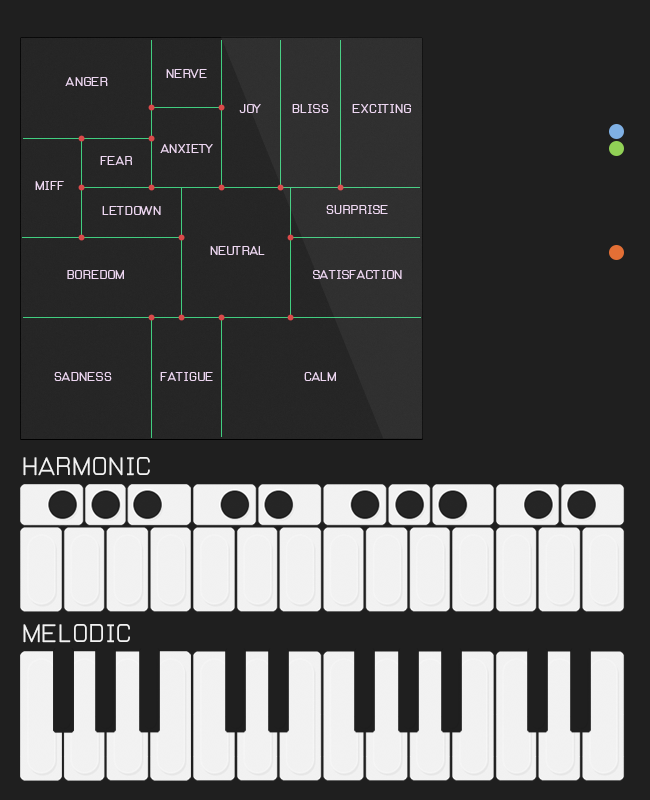 ANGER
NERVE
JOY
BLISS
EXCITING
FEAR
ANXIETY
MIFF
LETDOWN
SURPRISE
NEUTRAL
BOREDOM
SATISFACTION
SADNESS
FATIGUE
CALM
HARMONIC
MELODIC